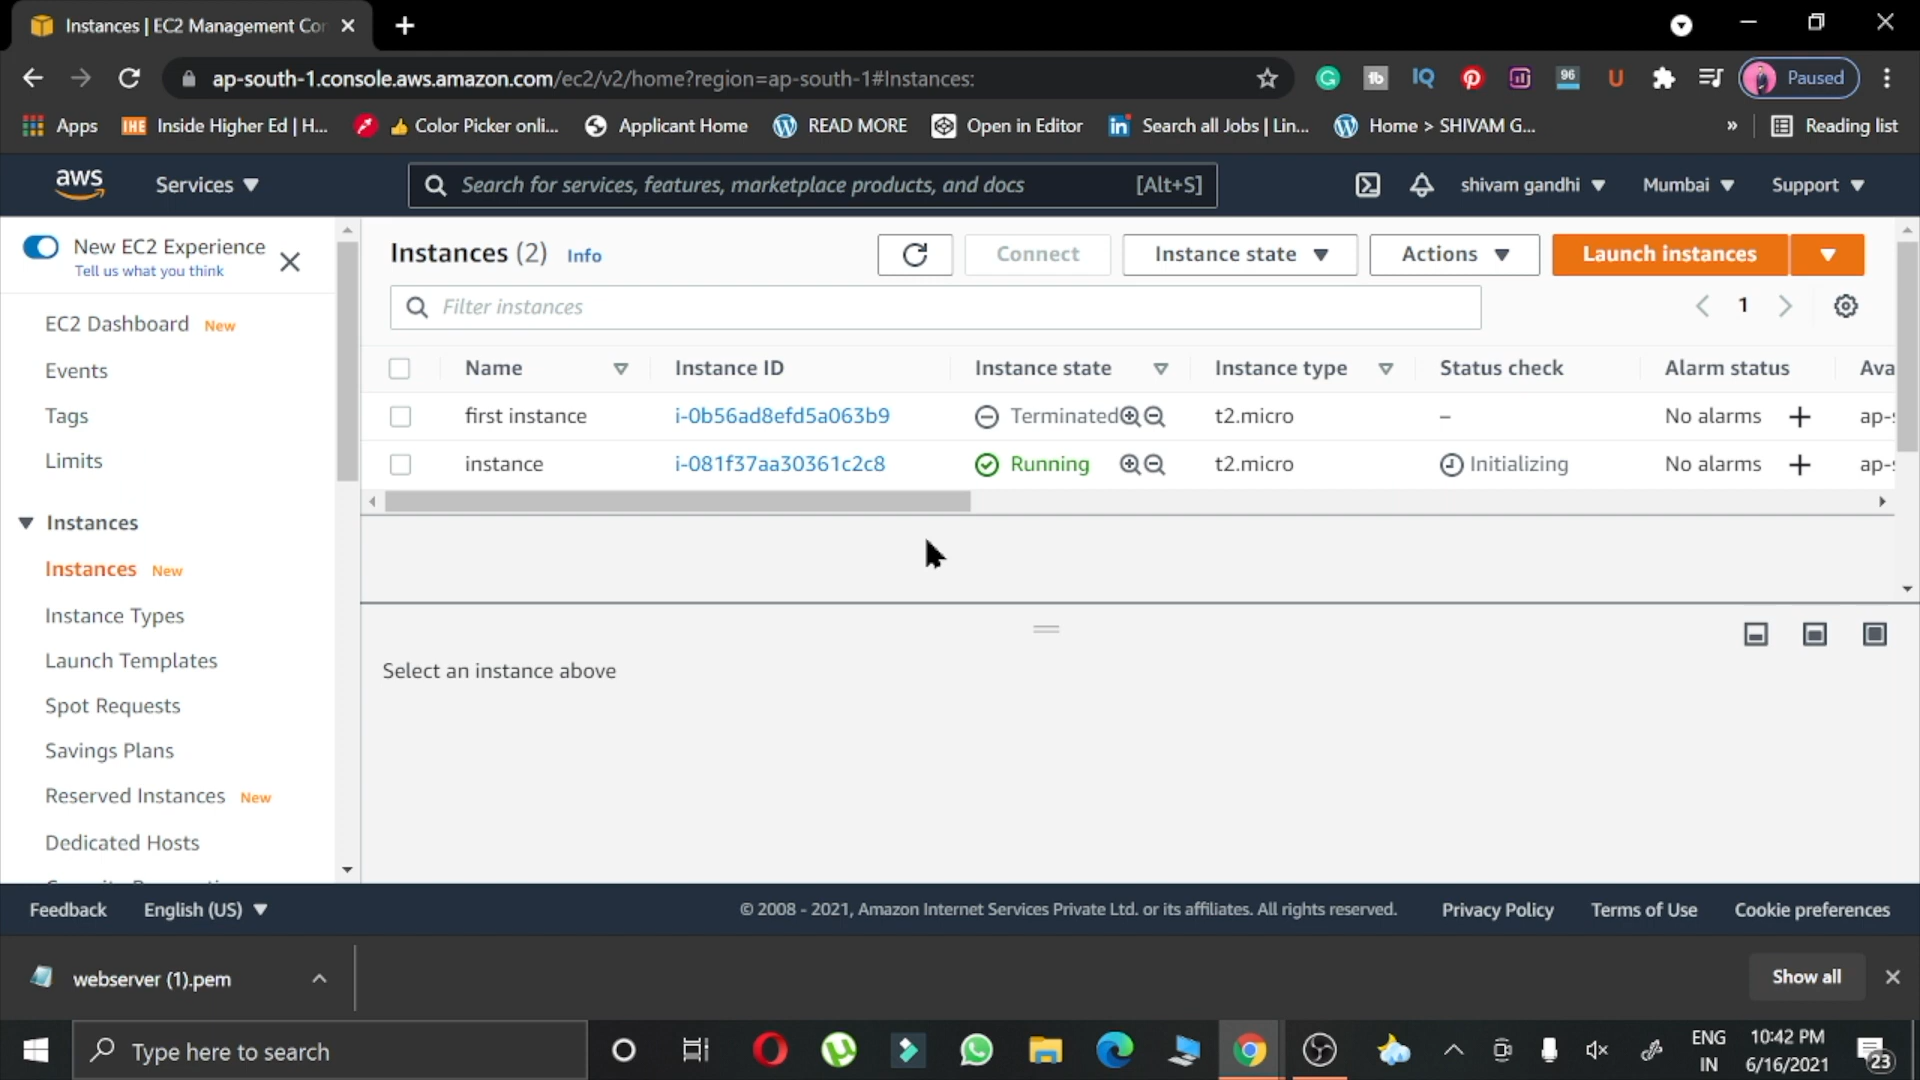 Instances | EC2 Management Cor
ap-south-1.console.aws.amazon.com/ec2/v2/home?region=ap-south-1#Instances:
tb
IQ
96
U
Paused
Apps
IHE Inside Higher Ed | H...
👍 Color Picker onli...
Applicant Home
READ MORE
Open in Editor
in Search all Jobs | Lin...
Home > SHIVAM G...
»
Reading list
aws
Services
Search for services, features, marketplace products, and docs
[Alt+S]
shivam gandhi
Mumbai
Support
New EC2 Experience
Tell us what you think
EC2 Dashboard New
Events
Tags
Limits
Instances
Instances New
Instance Types
Launch Templates
Spot Requests
Savings Plans
Reserved Instances New
Dedicated Hosts
Instances (2) Info
Connect
Instance state
Actions
Launch instances
Filter instances
1
Name Instance ID Instance state Instance type Status check Alarm status Ava
first instance i-0b56ad8efd5a063b9 Terminated t2.micro – No alarms + ap-s
instance i-081f37aa30361c2c8 Running t2.micro Initializing No alarms + ap-s
Select an instance above
Feedback
English (US)
© 2008 - 2021, Amazon Internet Services Private Ltd. or its affiliates. All rights reserved.
Privacy Policy
Terms of Use
Cookie preferences
webserver (1).pem
Show all
Type here to search
ENG
IN
10:42 PM
6/16/2021
23